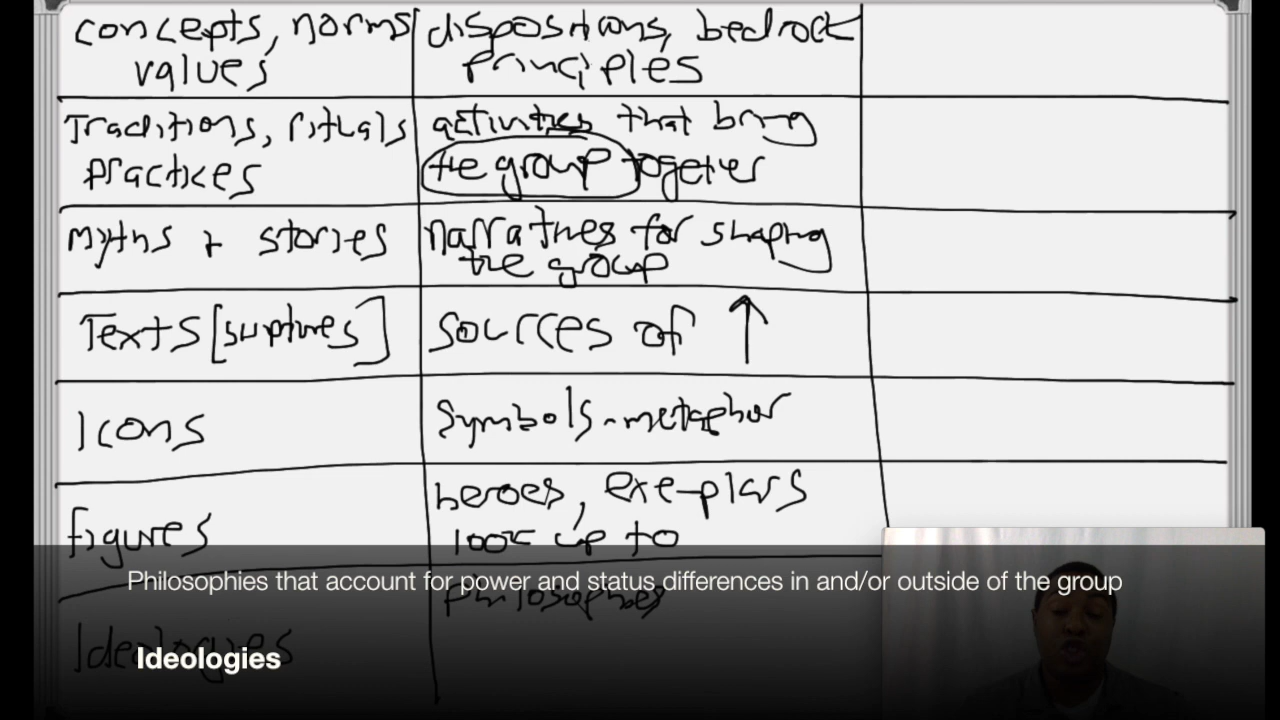 concepts, norms
values
dispositions, bedrock
principles
Traditions, rituals
practices
activities that bring
the group together
Myths + stories
narratives for shaping
the group
Texts [scriptures]
sources of ↑
Icons
Symbols - metaphor
figures
heroes, exemplars
look up to
Philosophies that account for power and status differences in and/or outside of the group
philosophies
Ideologies
Ideologies